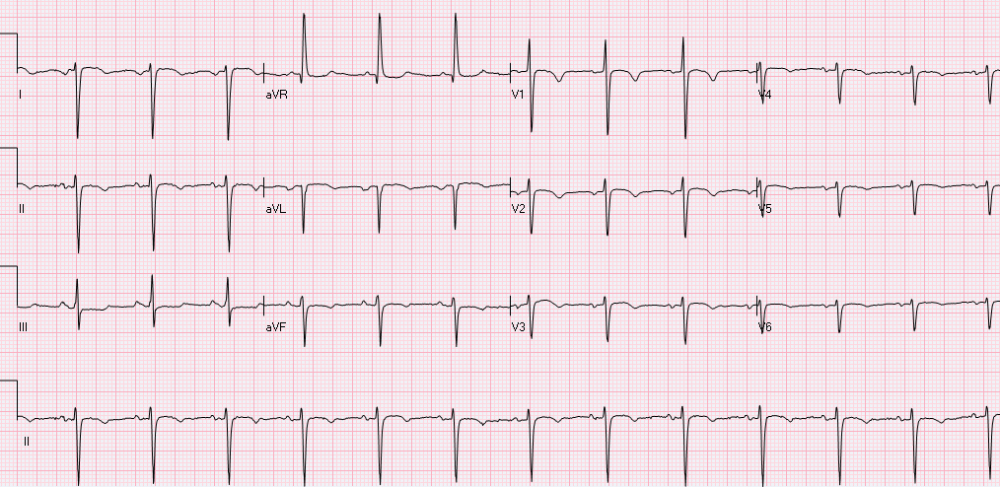 I aVR V1 V4
II aVL V2 V5
III aVF V3 V6
II